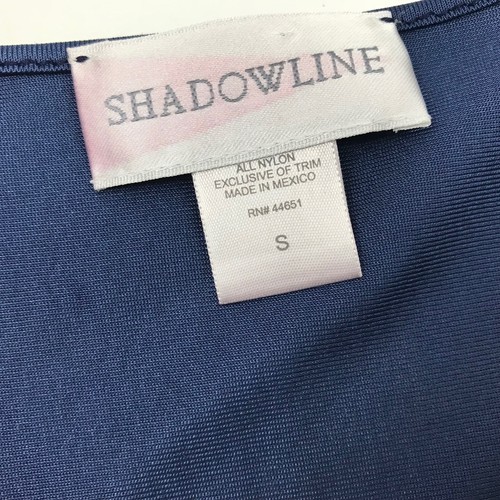 SHADOWLINE
ALL NYLON
EXCLUSIVE OF TRIM
MADE IN MEXICO
RN# 44651
S